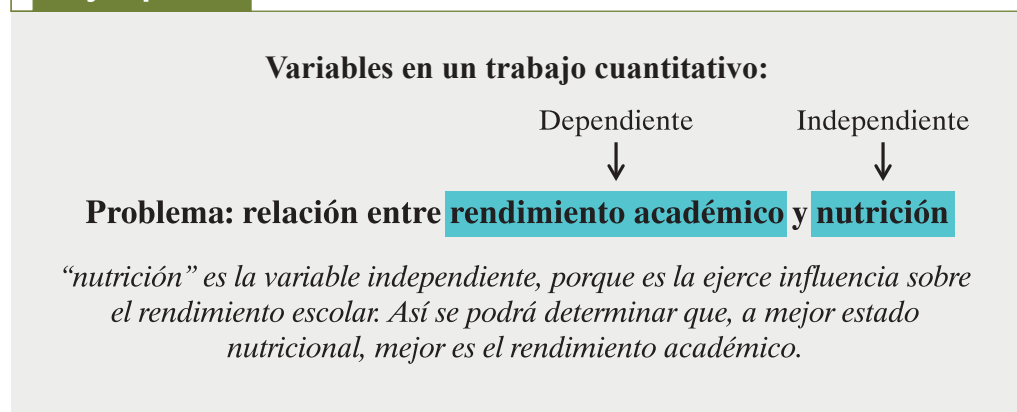 Variables en un trabajo cuantitativo:
Dependiente Independiente
Problema: relación entre rendimiento académico y nutrición
“nutrición” es la variable independiente, porque es la ejerce influencia sobre
el rendimiento escolar. Así se podrá determinar que, a mejor estado
nutricional, mejor es el rendimiento académico.